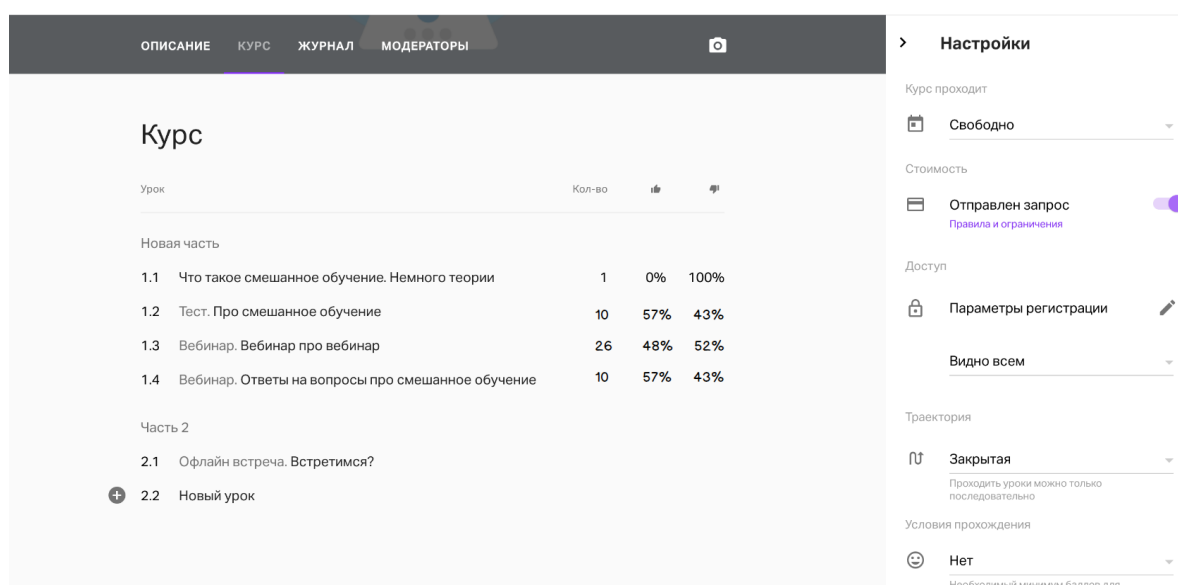 ОПИСАНИЕ КУРС ЖУРНАЛ МОДЕРАТОРЫ
Курс
Урок Кол-во
Новая часть
1.1 Что такое смешанное обучение. Немного теории 1 0% 100%
1.2 Тест. Про смешанное обучение 10 57% 43%
1.3 Вебинар. Вебинар про вебинар 26 48% 52%
1.4 Вебинар. Ответы на вопросы про смешанное обучение 10 57% 43%
Часть 2
2.1 Офлайн встреча. Встретимся?
2.2 Новый урок
Настройки
Курс проходит
Свободно
Стоимость
Отправлен запрос
Правила и ограничения
Доступ
Параметры регистрации
Видно всем
Траектория
Закрытая
Проходить уроки можно только
последовательно
Условия прохождения
Нет
Необходимый минимум баллов для